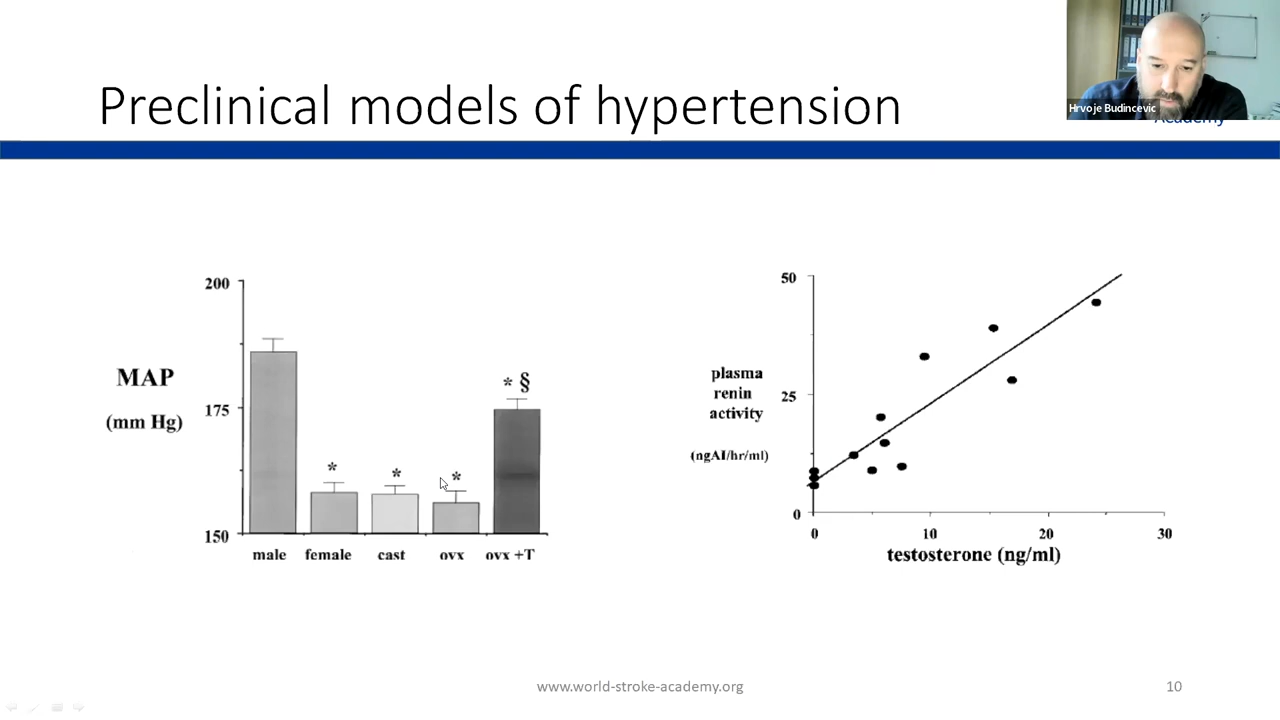 Preclinical models of hypertension
Hrvoje Budincevic
Academy
200
175
150
MAP
(mm Hg)
*
*
*
* §
male female cast ovx ovx +T
50
25
0
plasma
renin
activity
(ngAI/hr/ml)
0 10 20 30
testosterone (ng/ml)
www.world-stroke-academy.org
10